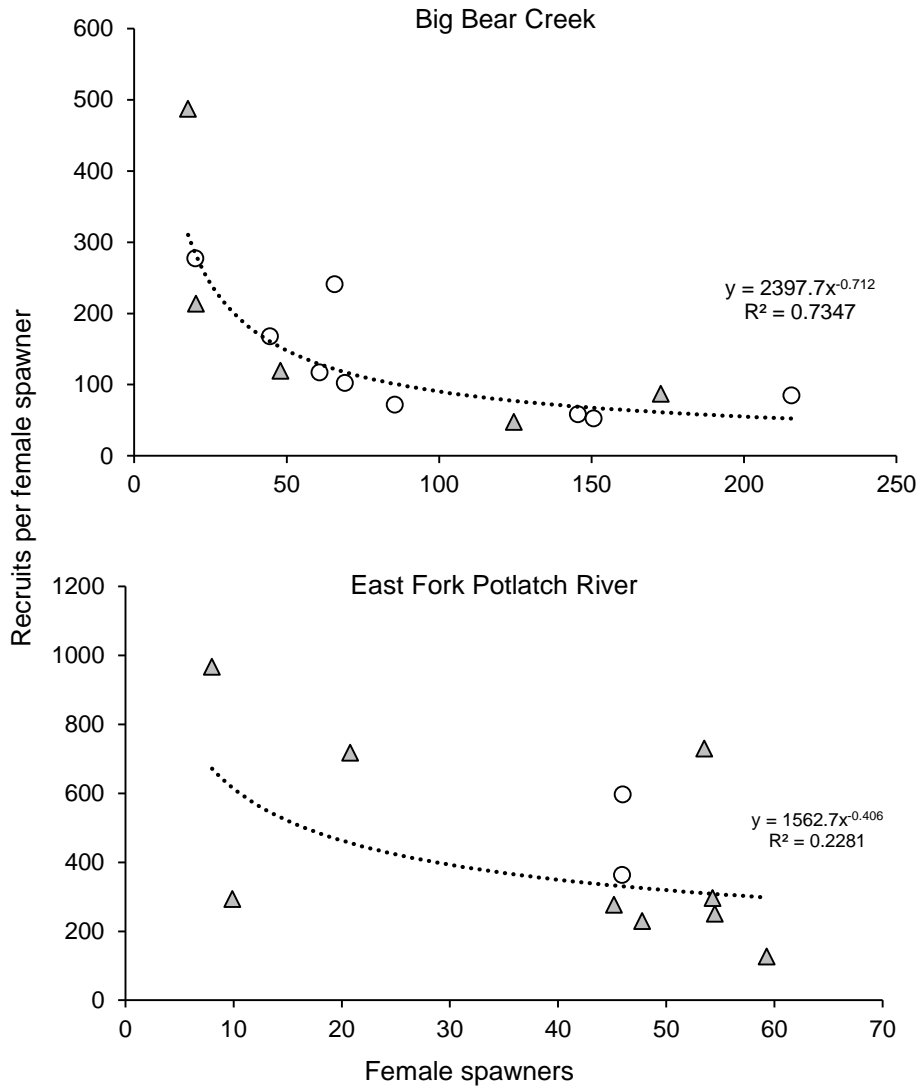 Big Bear Creek
600
500
400
300
200
100
0
y = 2397.7x^-0.712
R² = 0.7347
0 50 100 150 200 250
Recruits per female spawner
East Fork Potlatch River
1200
1000
800
600
400
200
0
y = 1562.7x^-0.406
R² = 0.2281
0 10 20 30 40 50 60 70
Female spawners